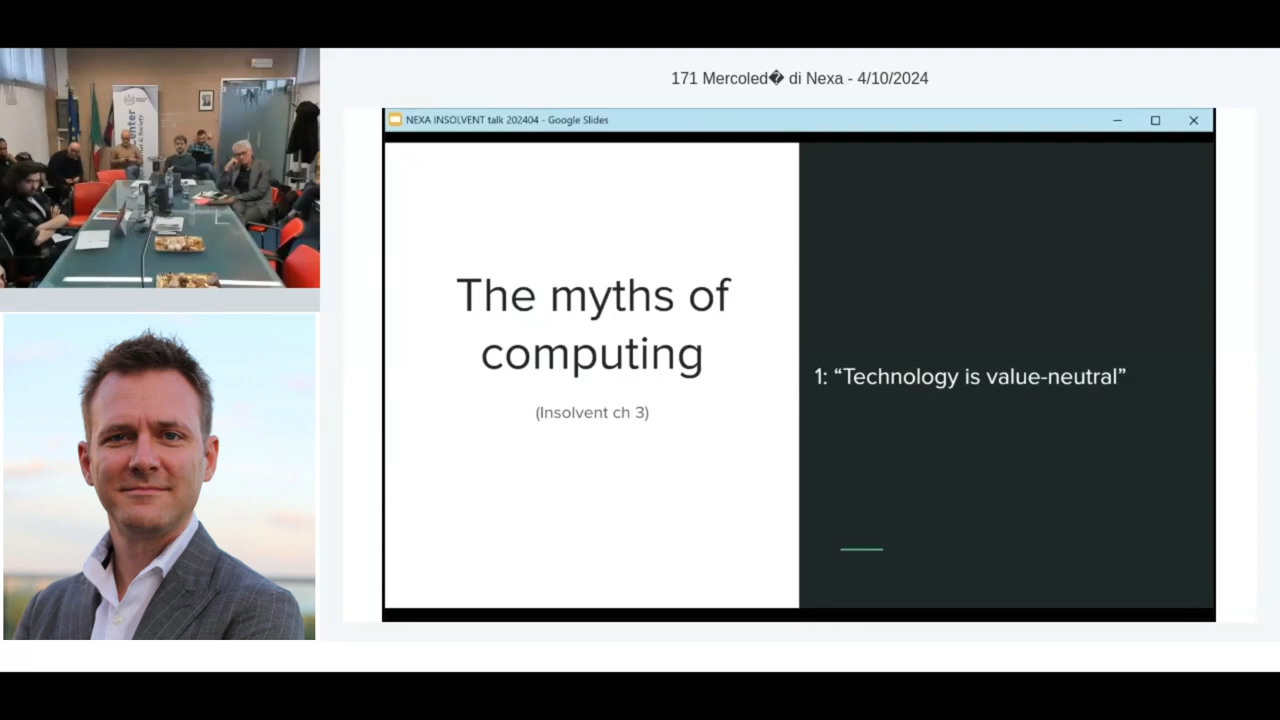 171 Mercoled� di Nexa - 4/10/2024
NEXA INSOLVENT talk 202404 - Google Slides
The myths of
computing
(Insolvent ch 3)
1: “Technology is value-neutral”